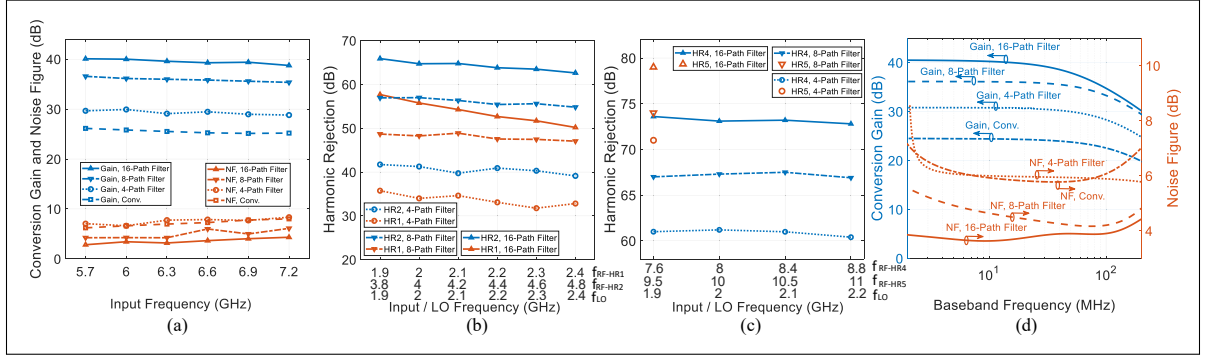 Conversion Gain and Noise Figure (dB)
40
30
20
10
0
Gain, 16-Path Filter
Gain, 8-Path Filter
Gain, 4-Path Filter
Gain, Conv.
NF, 16-Path Filter
NF, 8-Path Filter
NF, 4-Path Filter
NF, Conv.
5.7 6 6.3 6.6 6.9 7.2
Input Frequency (GHz)
(a)
Harmonic Rejection (dB)
70
60
50
40
30
20
HR2, 4-Path Filter
HR1, 4-Path Filter
HR2, 8-Path Filter
HR1, 8-Path Filter
HR2, 16-Path Filter
HR1, 16-Path Filter
1.9 2 2.1 2.2 2.3 2.4 fRF-HR1
3.8 4 4.2 4.4 4.6 4.8 fRF-HR2
1.9 2 2.1 2.2 2.3 2.4 fLO
Input / LO Frequency (GHz)
(b)
Harmonic Rejection (dB)
80
75
70
65
60
HR4, 16-Path Filter
HR5, 16-Path Filter
HR4, 8-Path Filter
HR5, 8-Path Filter
HR4, 4-Path Filter
HR5, 4-Path Filter
7.6 8 8.4 8.8 fRF-HR4
9.5 10 10.5 11 fRF-HR5
1.9 2 2.1 2.2 fLO
Input / LO Frequency (GHz)
(c)
Conversion Gain (dB)
40
30
20
10
0
Gain, 16-Path Filter
Gain, 8-Path Filter
Gain, 4-Path Filter
Gain, Conv.
NF, 4-Path Filter
NF, Conv.
NF, 8-Path Filter
NF, 16-Path Filter
10
8
6
4
Noise Figure (dB)
10¹ 10²
Baseband Frequency (MHz)
(d)